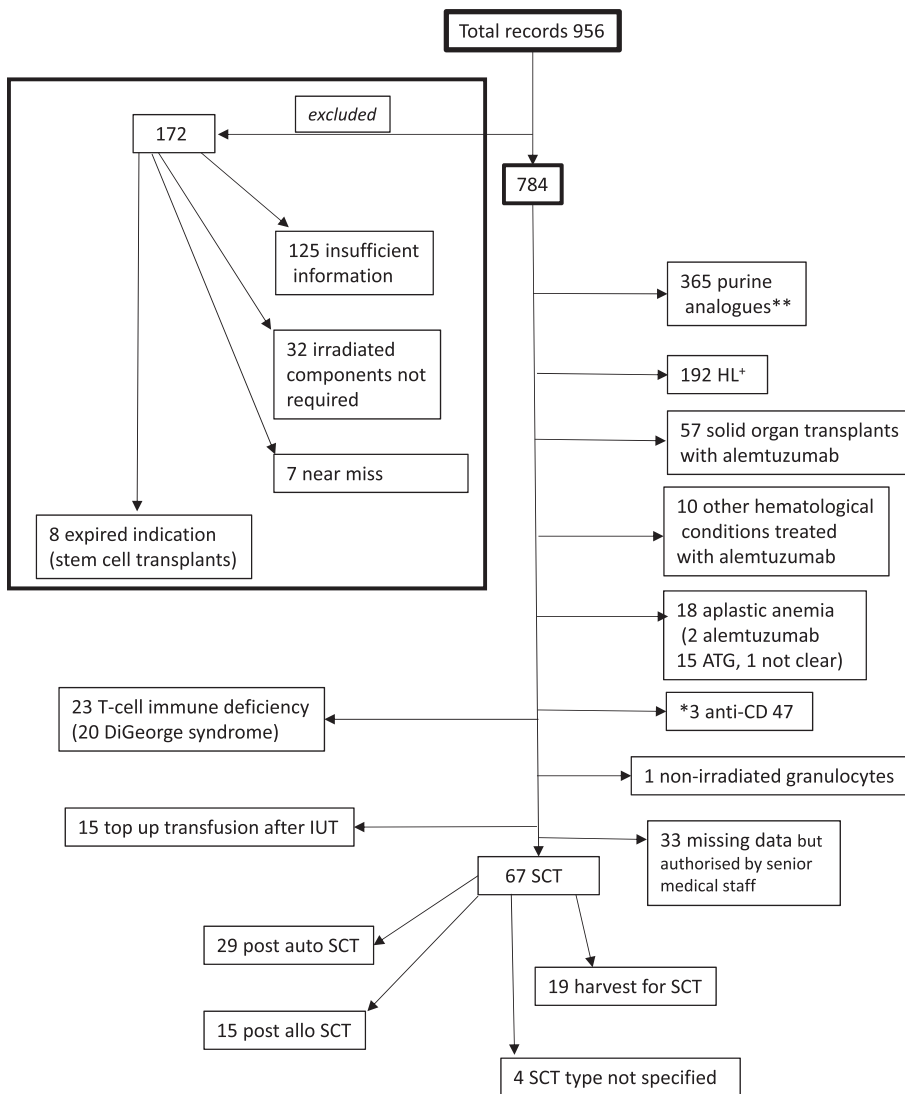 Total records 956
excluded
172
784
125 insufficient
information
32 irradiated
components not
required
7 near miss
8 expired indication
(stem cell transplants)
365 purine
analogues**
192 HL⁺
57 solid organ transplants
with alemtuzumab
10 other hematological
conditions treated
with alemtuzumab
18 aplastic anemia
(2 alemtuzumab
15 ATG, 1 not clear)
23 T-cell immune deficiency
(20 DiGeorge syndrome)
*3 anti-CD 47
1 non-irradiated granulocytes
15 top up transfusion after IUT
33 missing data but
authorised by senior
medical staff
67 SCT
29 post auto SCT
19 harvest for SCT
15 post allo SCT
4 SCT type not specified